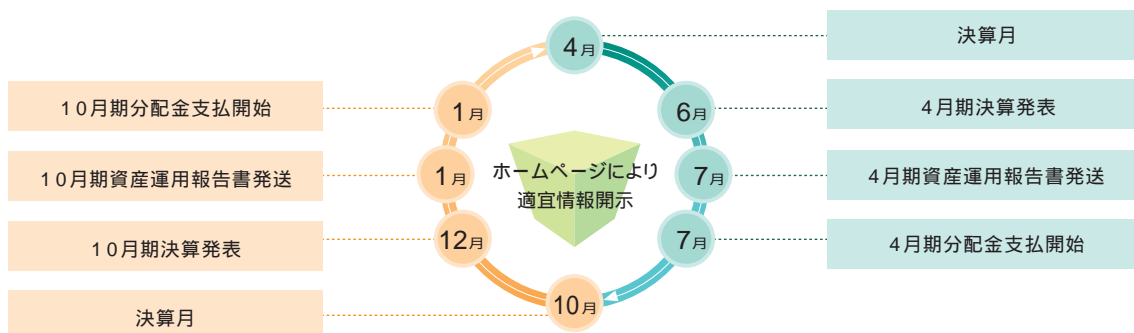 4月
決算月
6月
4月期決算発表
7月
4月期資産運用報告書発送
7月
4月期分配金支払開始
10月
決算月
12月
10月期決算発表
1月
10月期資産運用報告書発送
1月
10月期分配金支払開始
ホームページにより
適宜情報開示